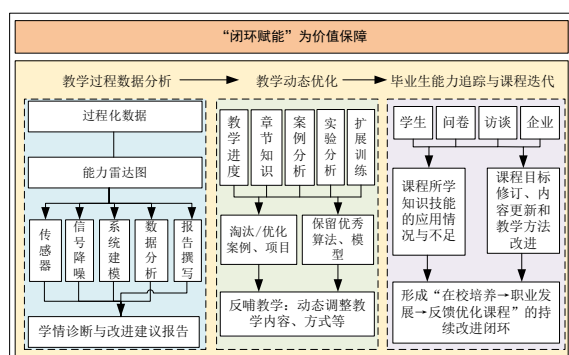 “闭环赋能”为价值保障
教学过程数据分析
教学动态优化
毕业生能力追踪与课程迭代
过程化数据
能力雷达图
传感器
信号降噪
系统建模
数据分析
报告撰写
学情诊断与改进建议报告
教学进度
章节知识
案例分析
实验分析
扩展训练
淘汰/优化
案例、项目
保留优秀
算法、模型
反哺教学：动态调整
教学内容、方式等
学生
问卷
访谈
企业
课程所学
知识技能
的应用情
况与不足
课程目标
修订、内
容更新和
教学方法
改进
形成“在校培养→职业发
展→反馈优化课程”的持
续改进闭环